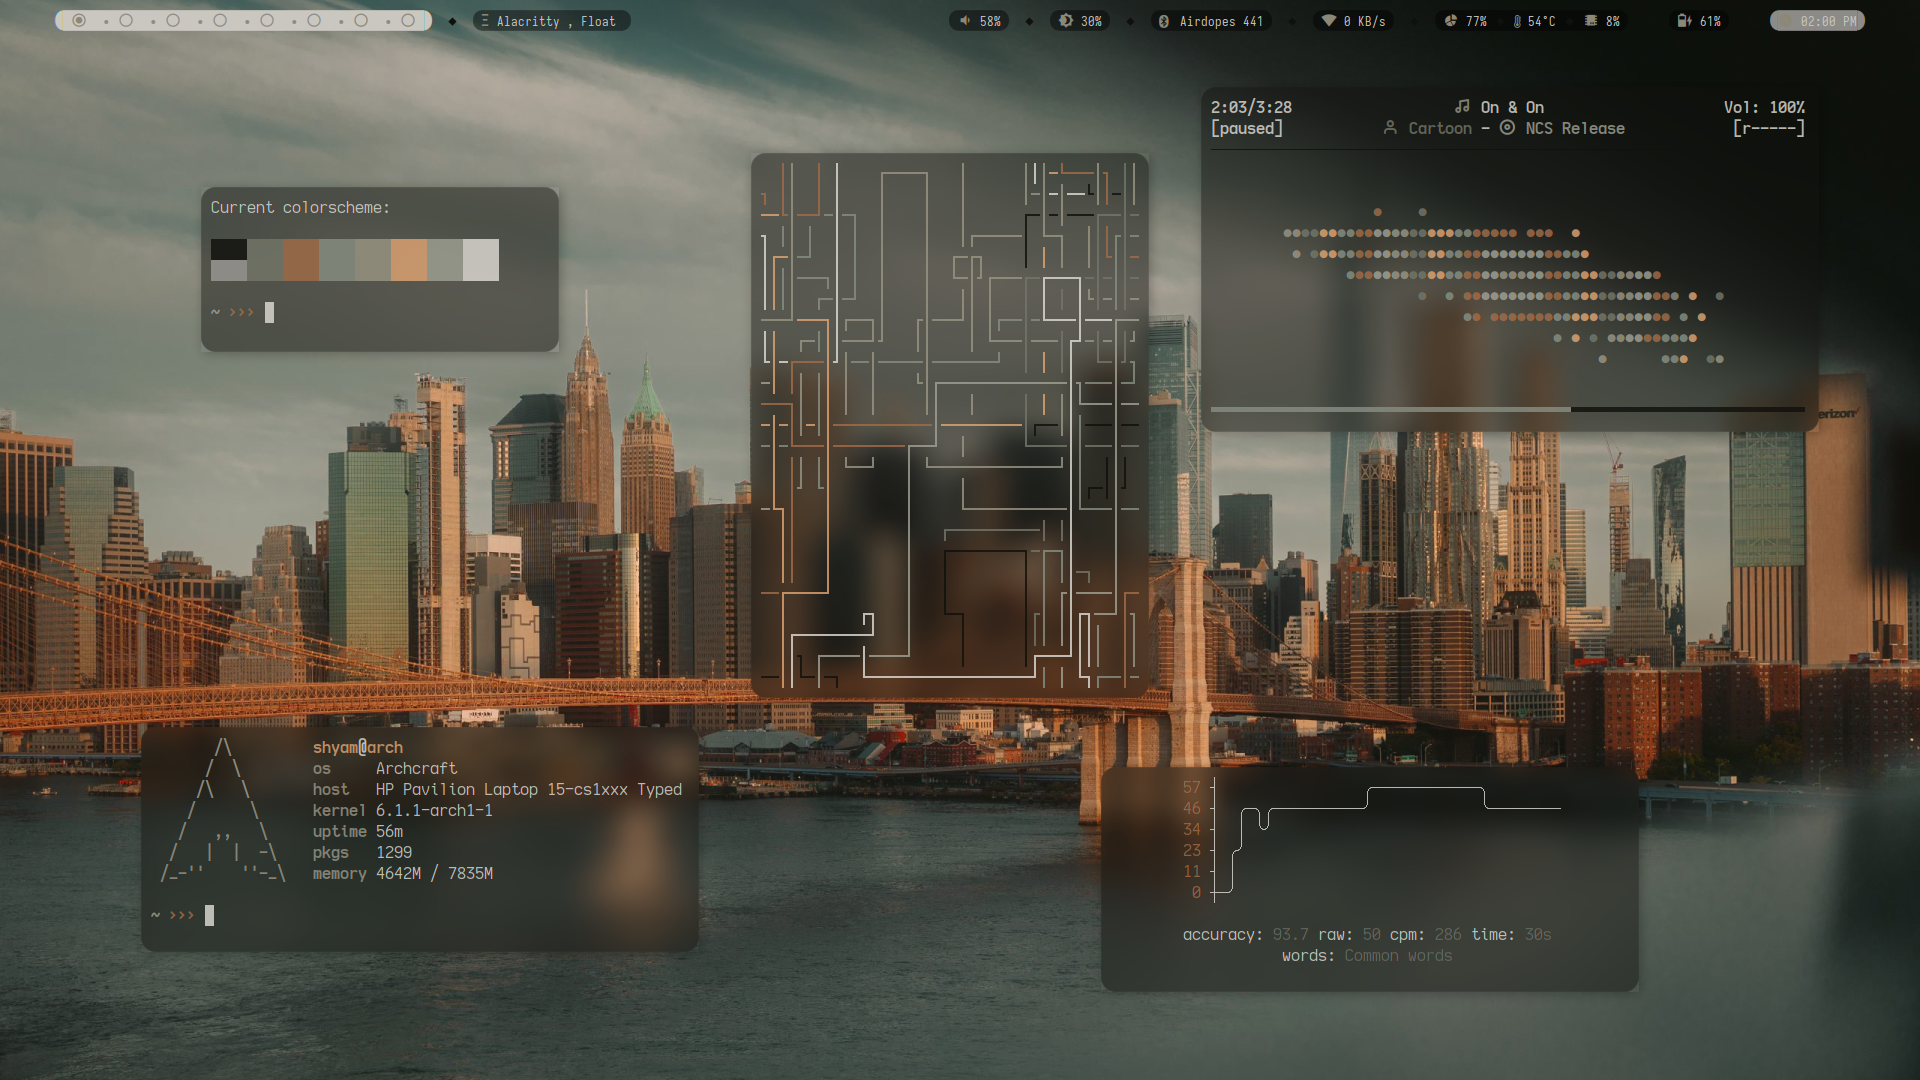 Alacritty , Float
58%
30%
Airdopes 441
0 KB/s
77%
54°C
8%
61%
02:00 PM
2:03/3:28
On & On
Vol: 100%
[paused]
Cartoon – NCS Release
[r-----]
Current colorscheme:
~ >>>
erizon
shyam@arch
os Archcraft
host HP Pavilion Laptop 15-cs1xxx Typed
kernel 6.1.1-arch1-1
uptime 56m
pkgs 1299
memory 4642M / 7835M
~ >>>
57
46
34
23
11
0
accuracy: 93.7 raw: 50 cpm: 286 time: 30s
words: Common words